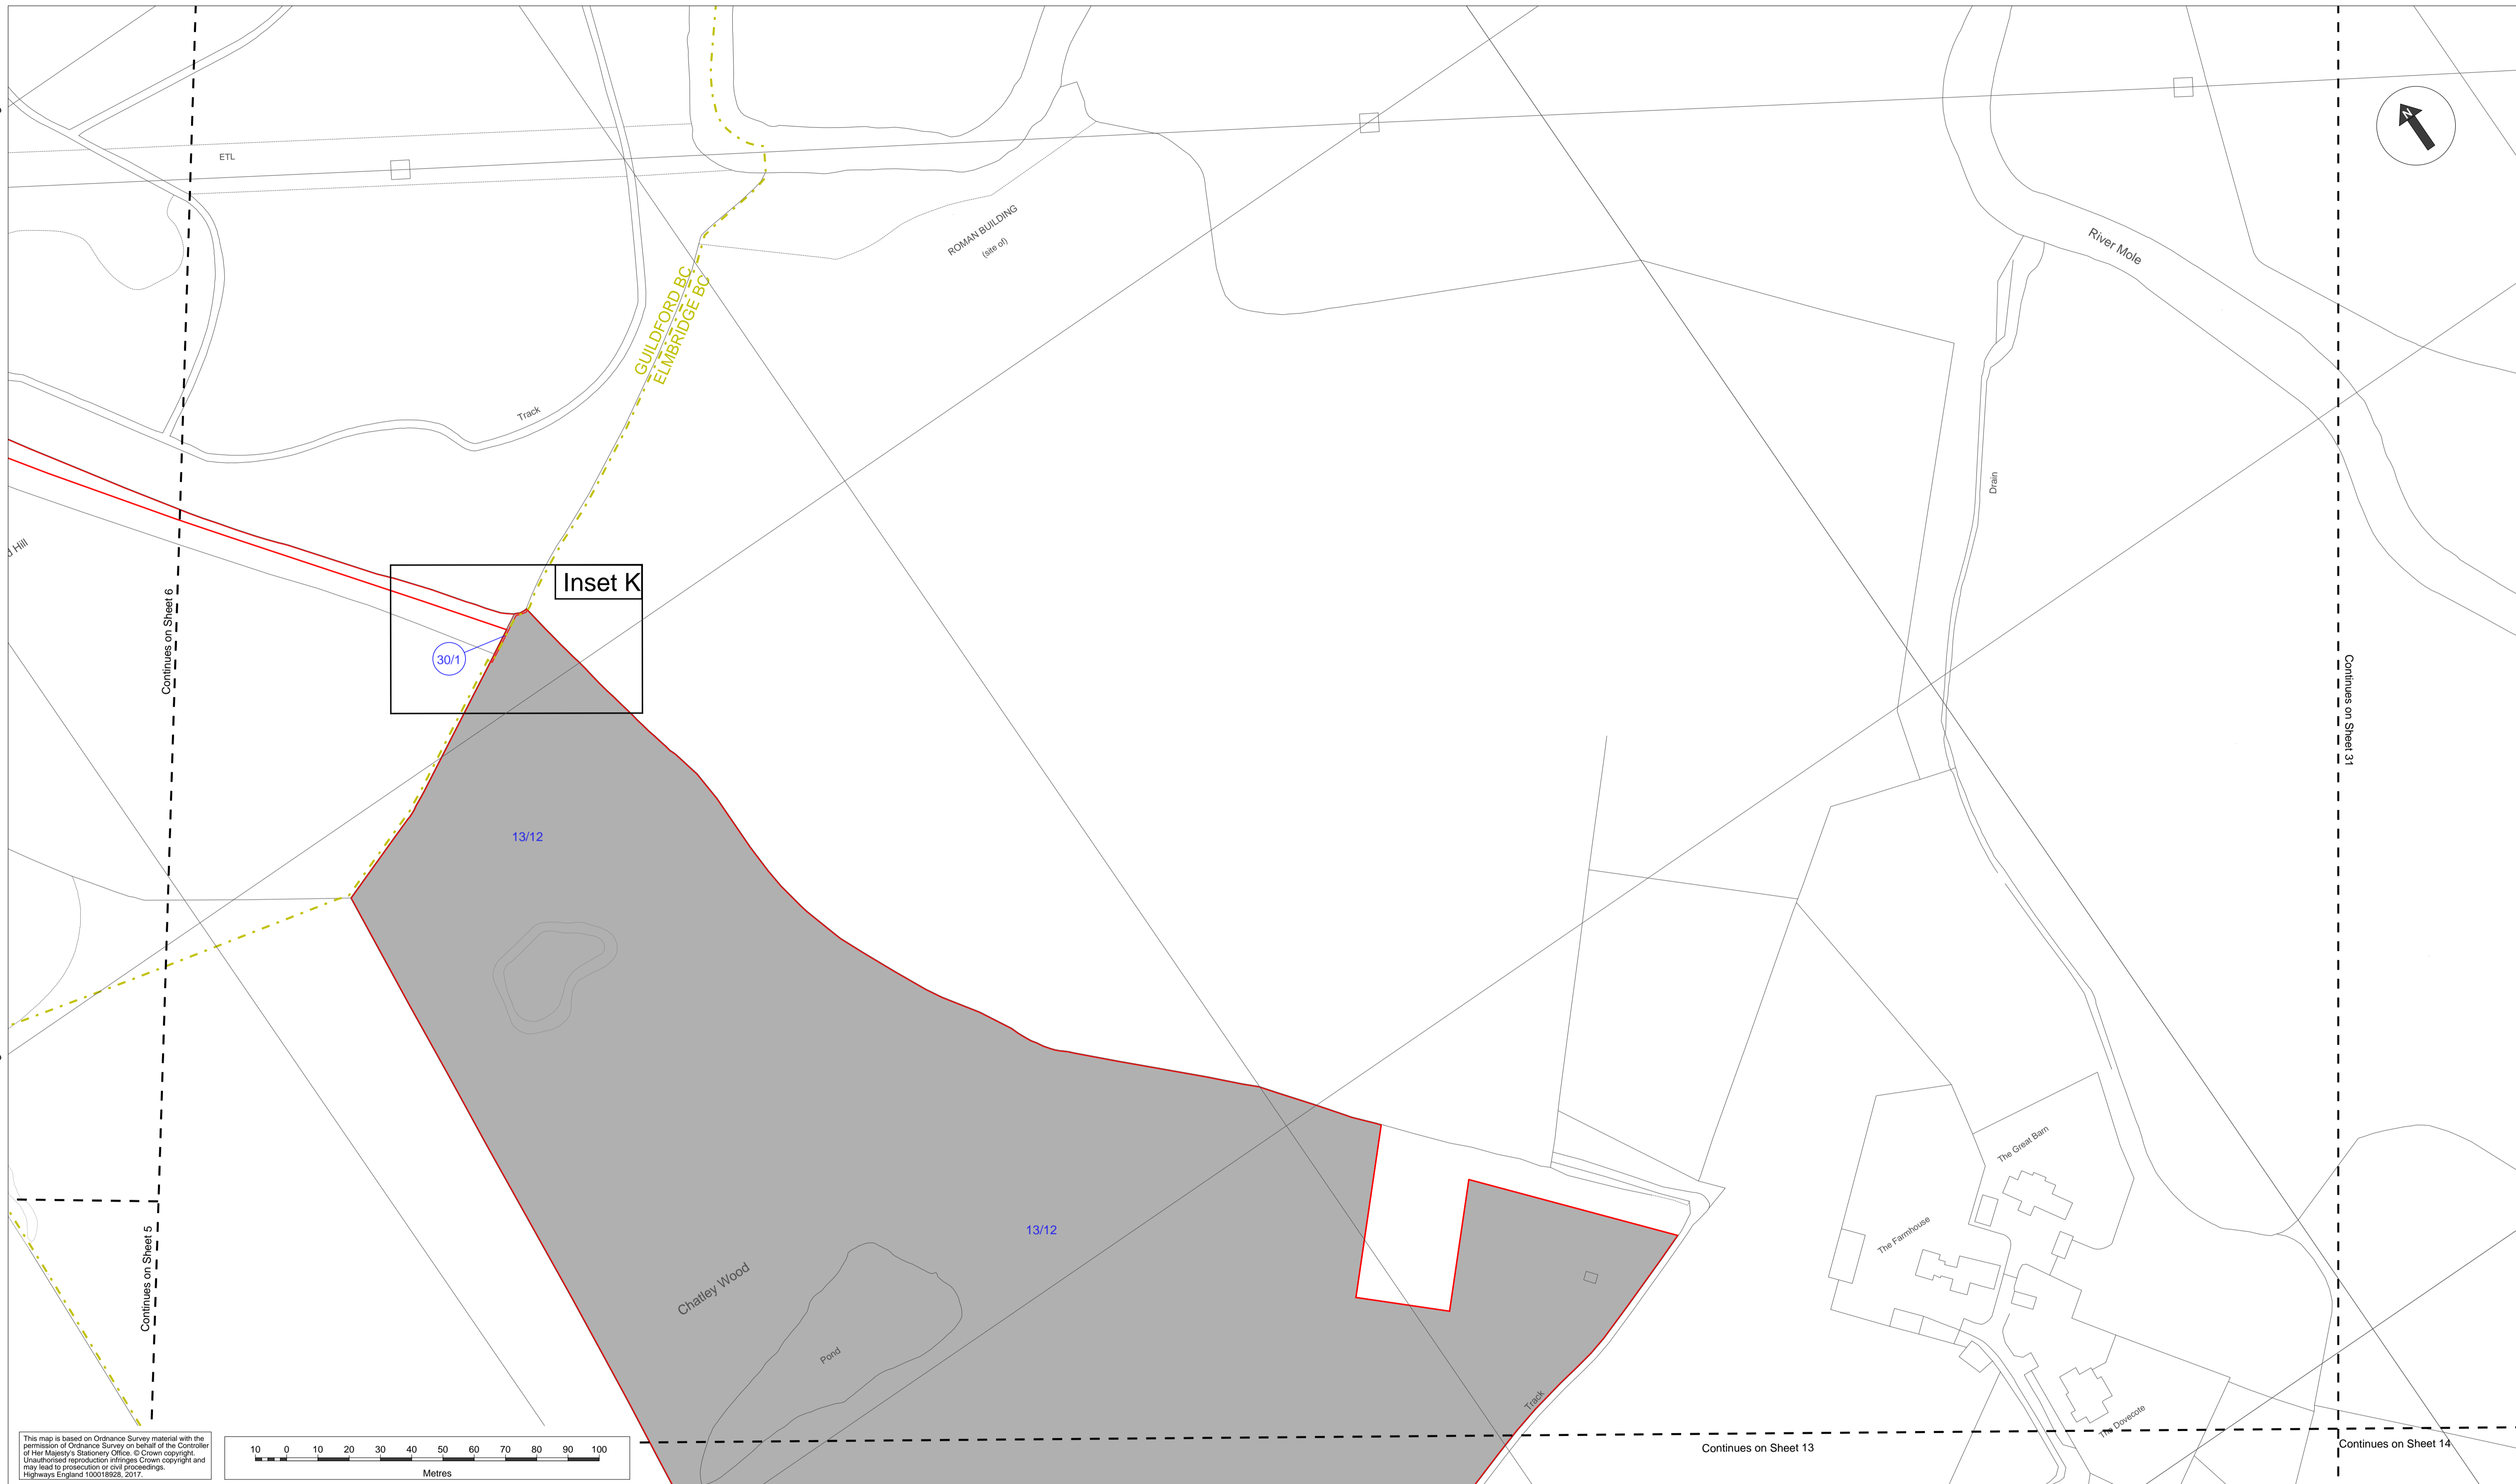 N
ETL
ROMAN BUILDING
(site of)
River Mole
GUILDFORD BC
ELMBRIDGE BC
Track
Drain
d Hill
Inset K
Continues on Sheet 6
30/1
Continues on Sheet 31
13/12
The Great Barn
13/12
The Farmhouse
Continues on Sheet 5
Chatley Wood
Pond
Track
The Dovecote
Continues on Sheet 13
Continues on Sheet 14
This map is based on Ordnance Survey material with the
permission of Ordnance Survey on behalf of the Controller
of Her Majesty's Stationery Office. © Crown copyright.
Unauthorised reproduction infringes Crown copyright and
may lead to prosecution or civil proceedings.
Highways England 100018928, 2017.
10 0 10 20 30 40 50 60 70 80 90 100
Metres